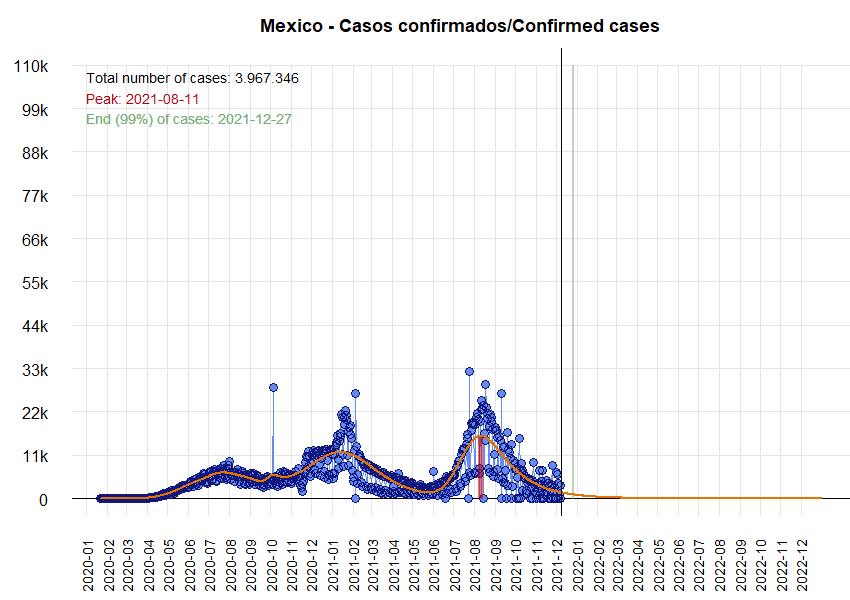 Mexico - Casos confirmados/Confirmed cases
110k
99k
88k
77k
66k
55k
44k
33k
22k
11k
0
Total number of cases: 3.967.346
Peak: 2021-08-11
End (99%) of cases: 2021-12-27
2020-01
2020-02
2020-03
2020-04
2020-05
2020-06
2020-07
2020-08
2020-09
2020-10
2020-11
2020-12
2021-01
2021-02
2021-03
2021-04
2021-05
2021-06
2021-07
2021-08
2021-09
2021-10
2021-11
2021-12
2022-01
2022-02
2022-03
2022-04
2022-05
2022-06
2022-07
2022-08
2022-09
2022-10
2022-11
2022-12